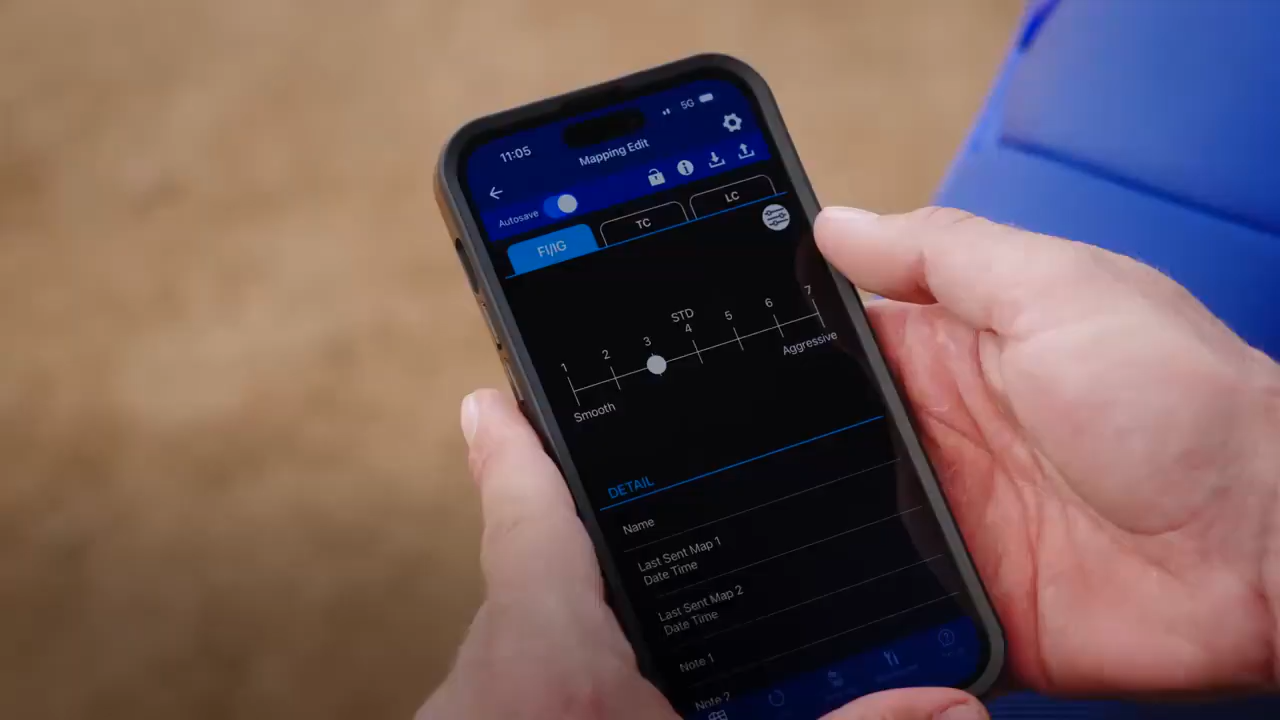 11:05
5G
Mapping Edit
Autosave
FI/IG
TC
LC
STD
1 2 3 4 5 6 7
Smooth
Aggressive
DETAIL
Name
Last Sent Map 1
Date Time
Last Sent Map 2
Date Time
Note 1
Note 2